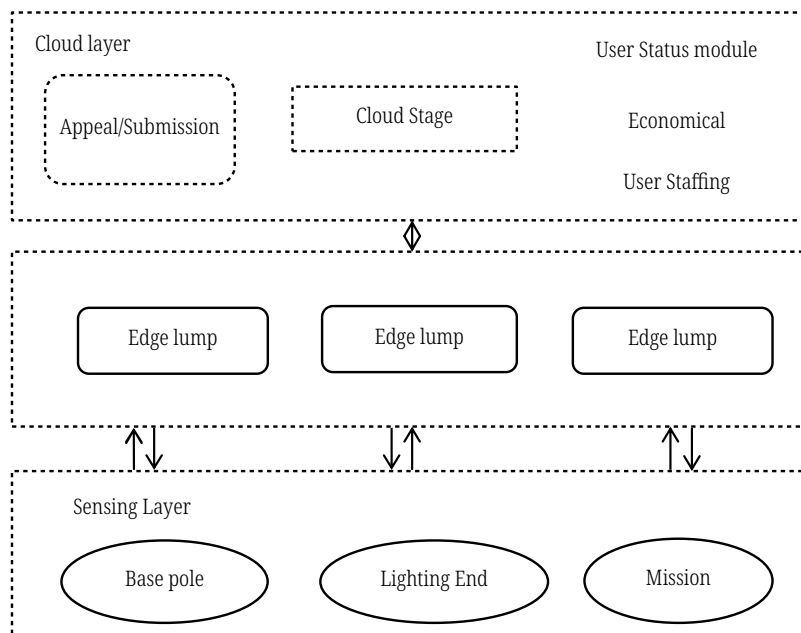 Cloud layer
User Status module
Appeal/Submission
Cloud Stage
Economical
User Staffing
Edge lump
Edge lump
Edge lump
Sensing Layer
Base pole
Lighting End
Mission